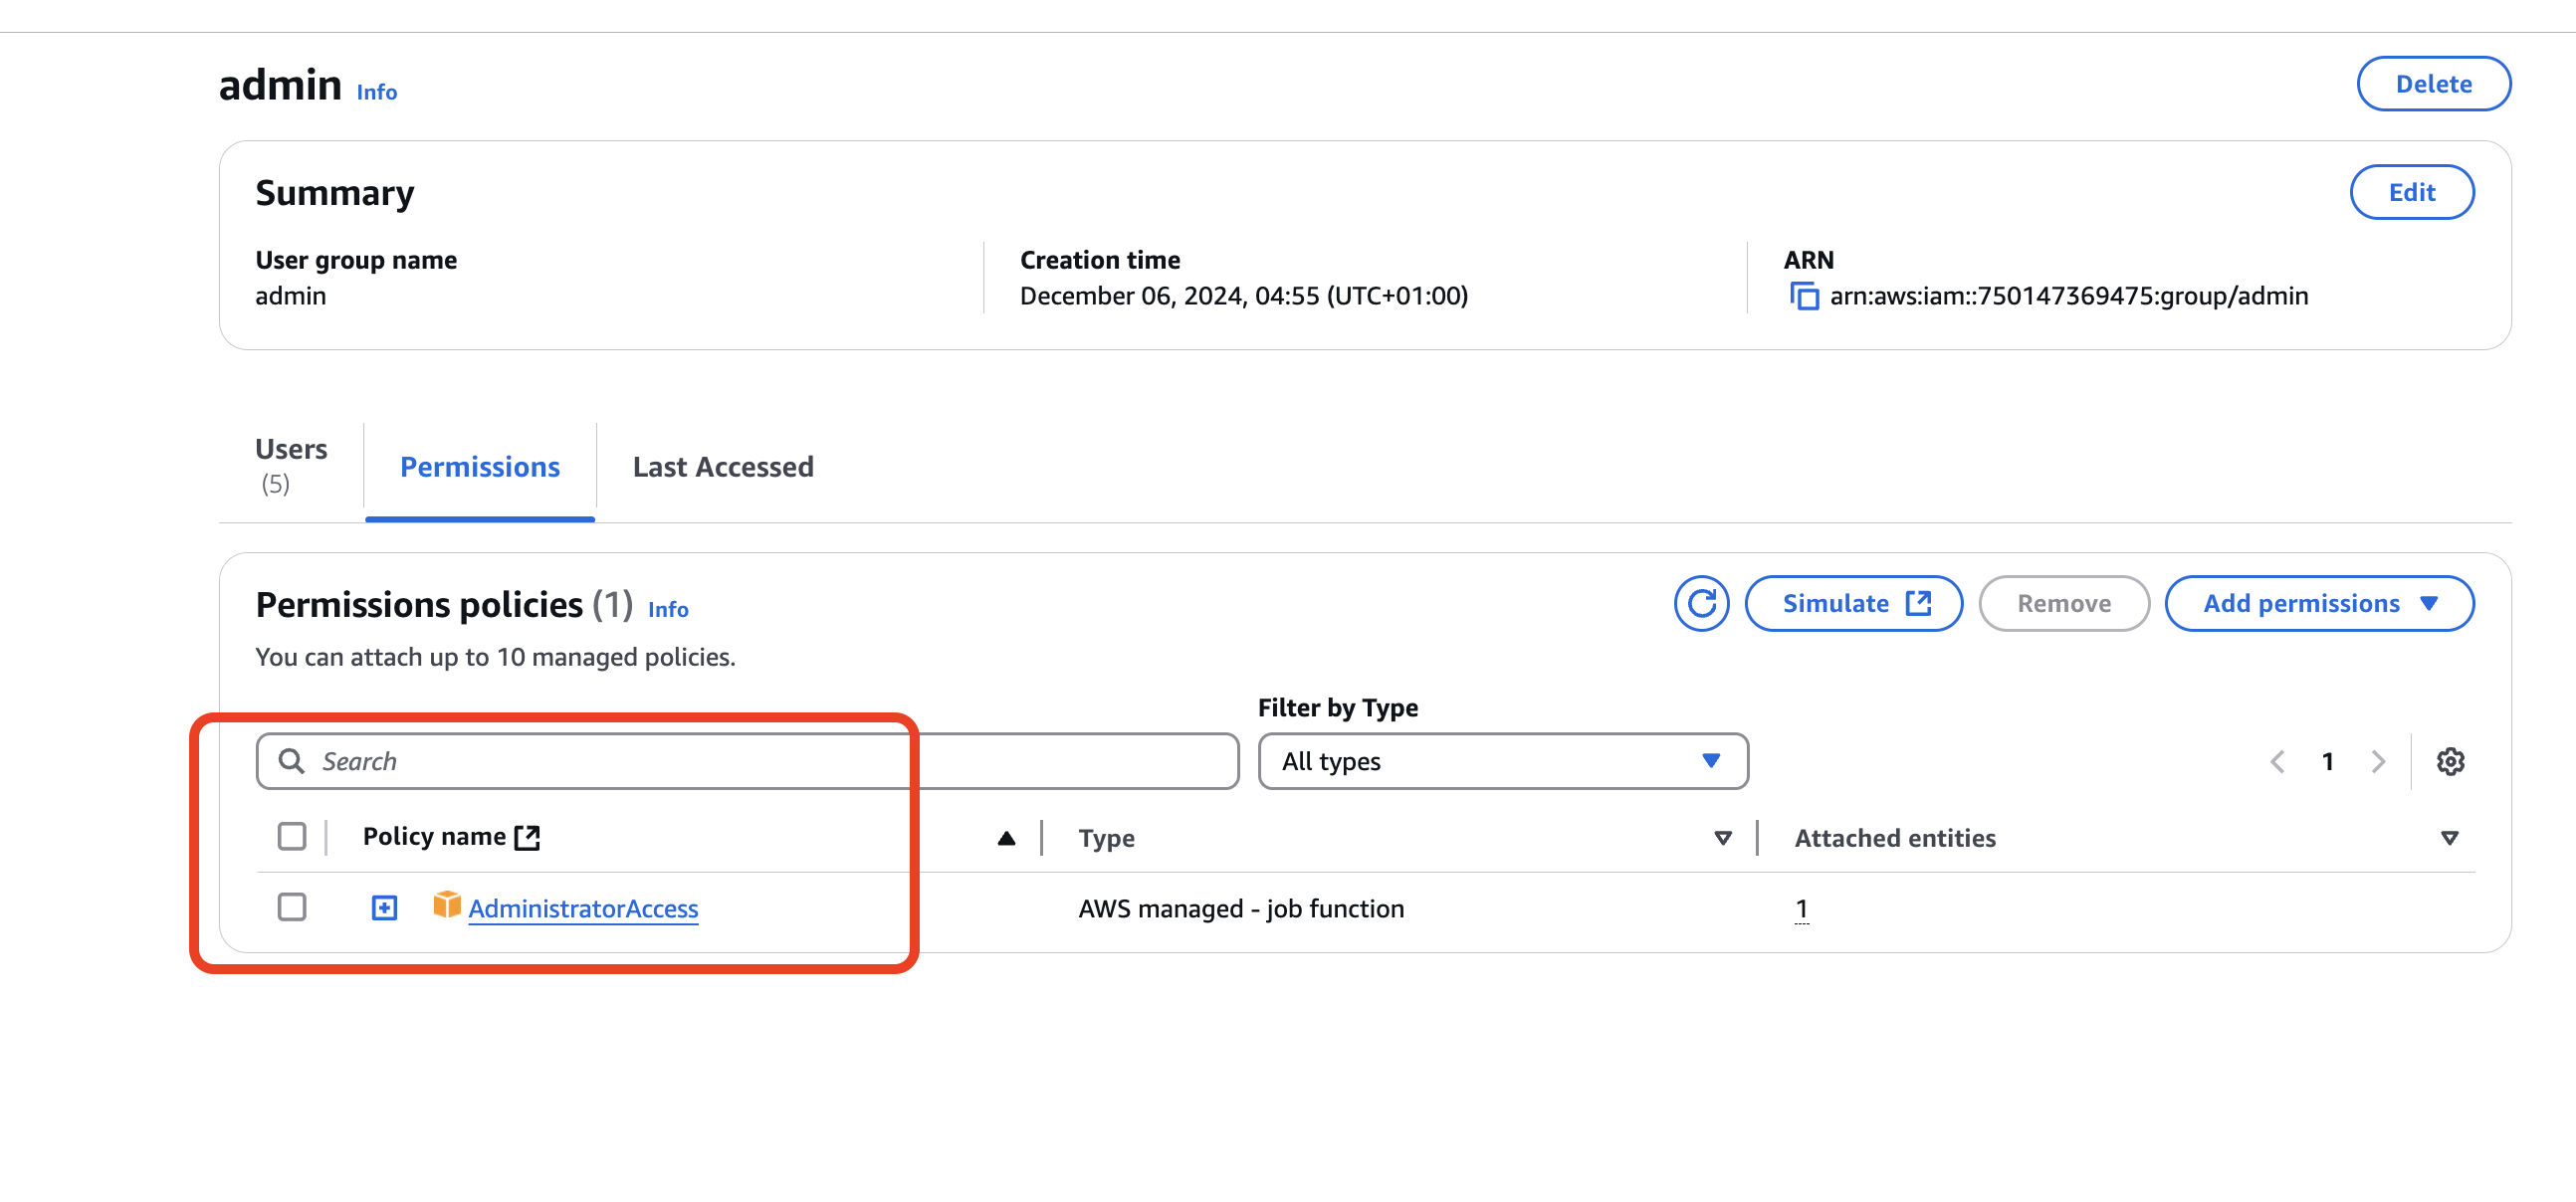 admin Info
Delete
Summary
Edit
User group name
admin
Creation time
December 06, 2024, 04:55 (UTC+01:00)
ARN
arn:aws:iam::750147369475:group/admin
Users
(5)
Permissions
Last Accessed
Permissions policies (1) Info
Simulate
Remove
Add permissions
You can attach up to 10 managed policies.
Filter by Type
Search
All types
1
Policy name
Type
Attached entities
AdministratorAccess
AWS managed - job function
1